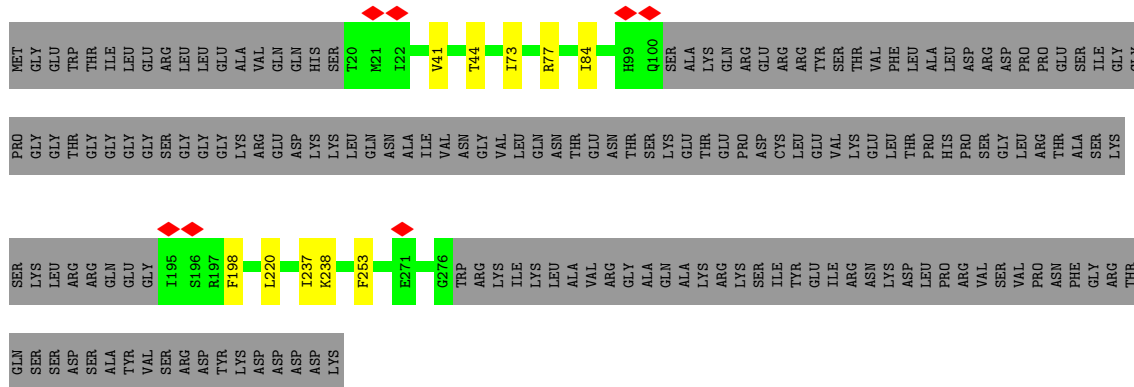 MET GLY GLU TRP THR ILE LEU GLU ARG LEU LEU GLU ALA VAL GLN GLN HIS SER T20 M21 I22 V41 T44 I73 R77 I84 H99 Q100 SER ALA LYS GLN ARG GLU ARG ARG TYR SER THR VAL PHE LEU ALA LEU ASP ARG ASP PRO PRO GLU SER ILE GLY
PRO GLY GLY THR GLY GLY GLY GLY SER GLY GLY GLY LYS ARG GLU ASP LYS LYS LEU GLN ASN ALA ILE VAL ASN GLY VAL LEU GLN ASN THR GLU ASN THR SER LYS GLU THR GLU PRO ASP CYS LEU GLU VAL LYS GLU LEU THR PRO HIS PRO SER GLY LEU ARG THR ALA SER LYS
SER LYS LEU ARG ARG GLN GLU GLY I195 S196 R197 F198 L220 I237 K238 F253 E271 G276 TRP ARG LYS ILE LYS LEU ALA VAL ARG GLY ALA GLN ALA LYS ARG LYS SER ILE TYR GLU ILE ARG ASN LYS ASP LEU PRO ARG VAL SER VAL PRO ASN PHE GLY ARG THR
GLN SER SER ASP SER ALA TYR VAL SER ARG ASP TYR LYS ASP ASP ASP ASP LYS